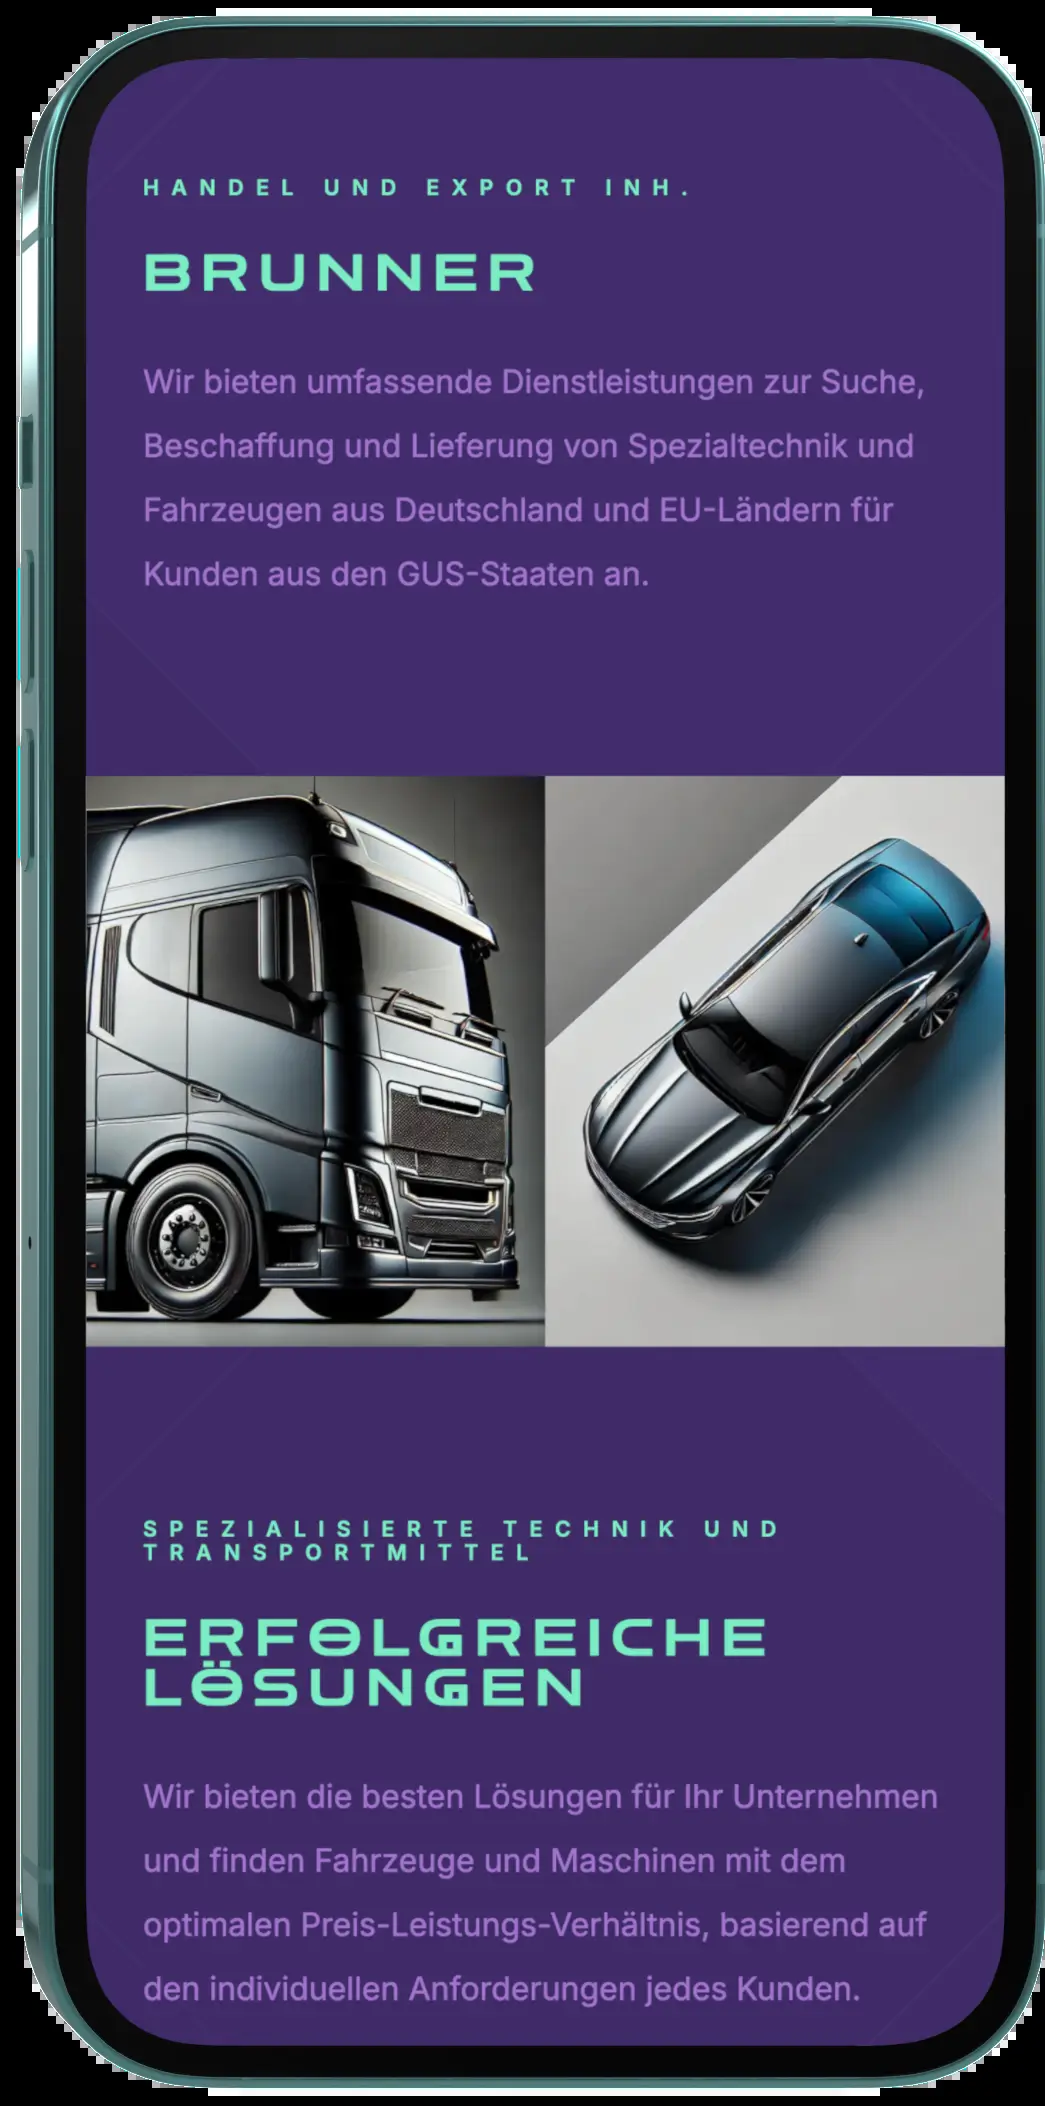 HANDEL UND EXPORT INH.
BRUNNER
Wir bieten umfassende Dienstleistungen zur Suche,
Beschaffung und Lieferung von Spezialtechnik und
Fahrzeugen aus Deutschland und EU-Ländern für
Kunden aus den GUS-Staaten an.
SPEZIALISIERTE TECHNIK UND
TRANSPORTMITTEL
ERFOLGREICHE
LÖSUNGEN
Wir bieten die besten Lösungen für Ihr Unternehmen
und finden Fahrzeuge und Maschinen mit dem
optimalen Preis-Leistungs-Verhältnis, basierend auf
den individuellen Anforderungen jedes Kunden.